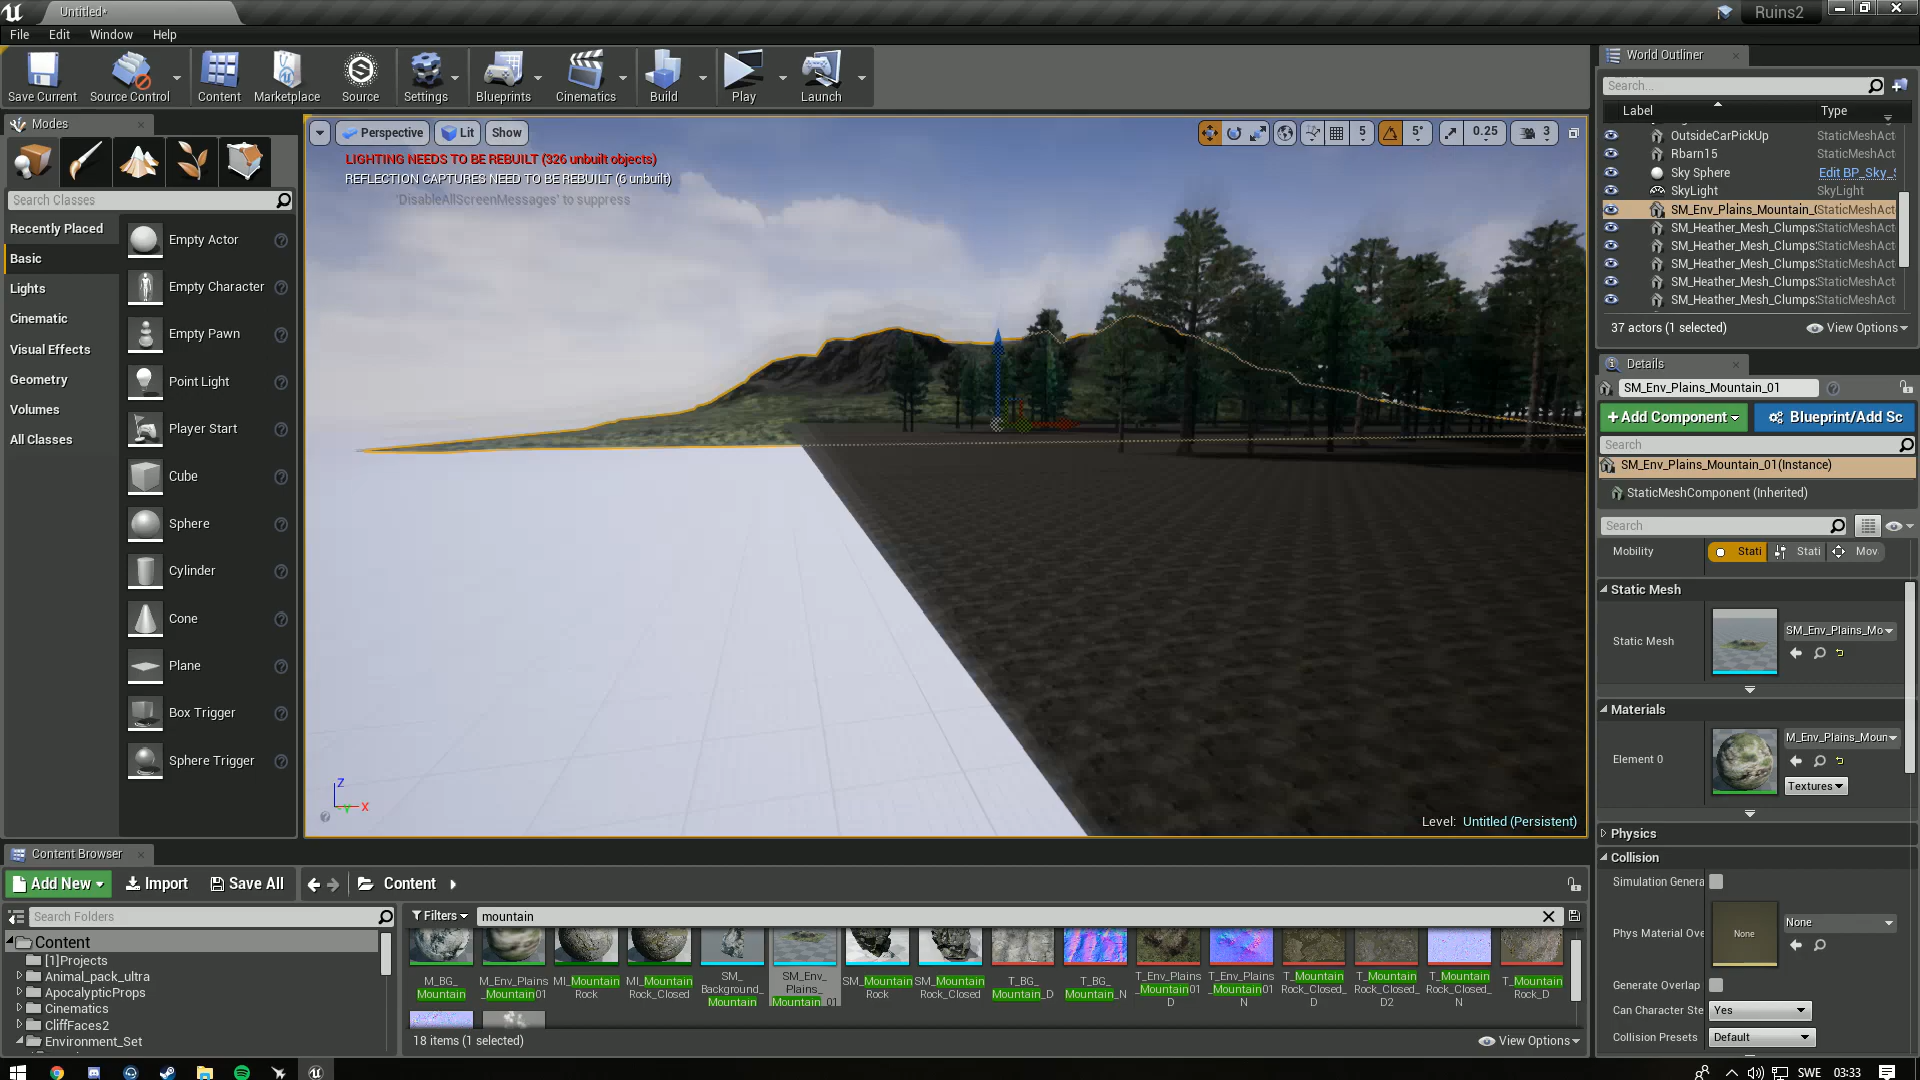 Untitled*
Ruins2
File Edit Window Help
Save Current
Source Control
Content
Marketplace
Source
Settings
Blueprints
Cinematics
Build
Play
Launch
Modes
Search Classes
Recently Placed
Basic
Lights
Cinematic
Visual Effects
Geometry
Volumes
All Classes
Empty Actor
Empty Character
Empty Pawn
Point Light
Player Start
Cube
Sphere
Cylinder
Cone
Plane
Box Trigger
Sphere Trigger
Perspective Lit Show
5 5° 0.25 3
LIGHTING NEEDS TO BE REBUILT (326 unbuilt objects)
REFLECTION CAPTURES NEED TO BE REBUILT (6 unbuilt)
'DisableAllScreenMessages' to suppress
Z
X
Y
Level: Untitled (Persistent)
World Outliner
Search...
Label Type
OutsideCarPickUp StaticMeshAct
Rbarn15 StaticMeshAct
Sky Sphere Edit BP_Sky_S
SkyLight SkyLight
SM_Env_Plains_Mountain_( StaticMeshAct
SM_Heather_Mesh_Clumps: StaticMeshAct
SM_Heather_Mesh_Clumps: StaticMeshAct
SM_Heather_Mesh_Clumps: StaticMeshAct
SM_Heather_Mesh_Clumps: StaticMeshAct
SM_Heather_Mesh_Clumps: StaticMeshAct
37 actors (1 selected) View Options
Details
SM_Env_Plains_Mountain_01
+Add Component Blueprint/Add Sc
Search
SM_Env_Plains_Mountain_01(Instance)
StaticMeshComponent (Inherited)
Search
Mobility Stati Stati Mov
Static Mesh
Static Mesh SM_Env_Plains_Mo
Materials
Element 0 M_Env_Plains_Moun
Textures
Physics
Collision
Simulation Genera
Phys Material Ove None None
Generate Overlap
Can Character Ste Yes
Collision Presets Default
Content Browser
Add New Import Save All Content
Search Folders
Filters mountain
Content
[1]Projects
Animal_pack_ultra
ApocalypticProps
Cinematics
CliffFaces2
Environment_Set
M_BG_
Mountain
M_Env_Plains
_Mountain01
MI_Mountain
Rock
MI_Mountain
Rock_Closed
SM_
Background_
Mountain
SM_Env_
Plains_
Mountain_01
SM_Mountain
Rock
SM_Mountain
Rock_Closed
T_BG_
Mountain_D
T_BG_
Mountain_N
T_Env_Plains
_Mountain01
D
T_Env_Plains
_Mountain01
N
T_Mountain
Rock_Closed_
D
T_Mountain
Rock_Closed_
D2
T_Mountain
Rock_Closed_
N
T_Mountain
Rock_D
18 items (1 selected) View Options
SWE 03:33